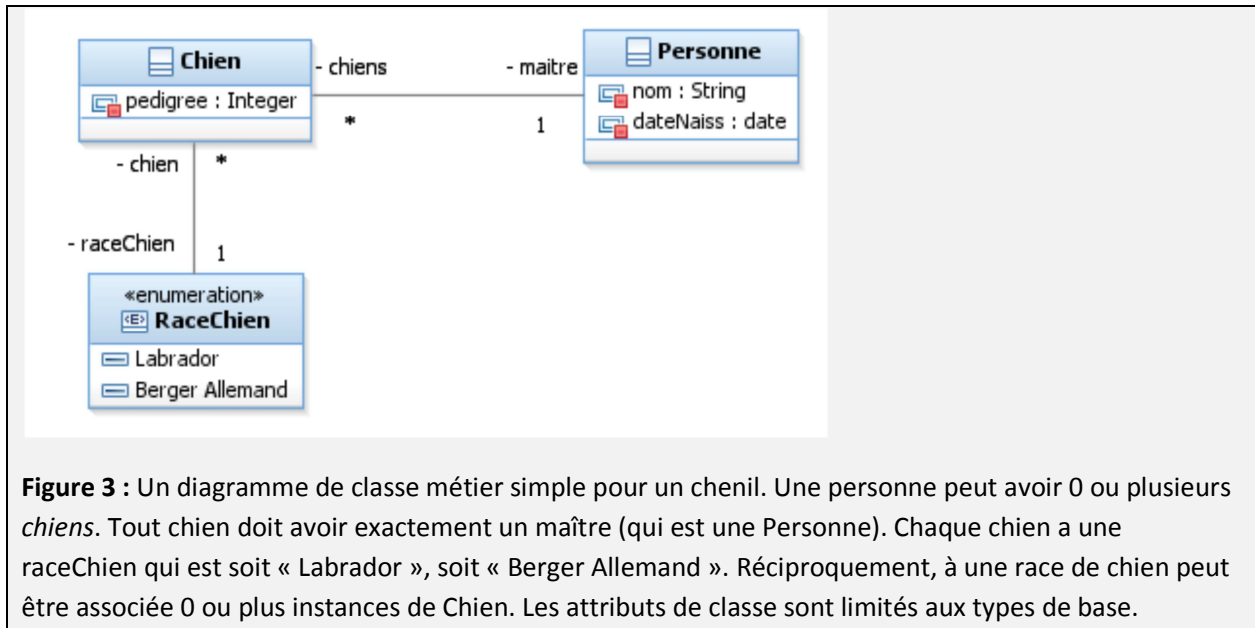 Chien
pedigree : Integer
- chiens
- maitre
*
1
Personne
nom : String
dateNaiss : date
- chien
*
- raceChien
1
«enumeration»
RaceChien
Labrador
Berger Allemand
Figure 3 : Un diagramme de classe métier simple pour un chenil. Une personne peut avoir 0 ou plusieurs
chiens. Tout chien doit avoir exactement un maître (qui est une Personne). Chaque chien a une
raceChien qui est soit « Labrador », soit « Berger Allemand ». Réciproquement, à une race de chien peut
être associée 0 ou plus instances de Chien. Les attributs de classe sont limités aux types de base.